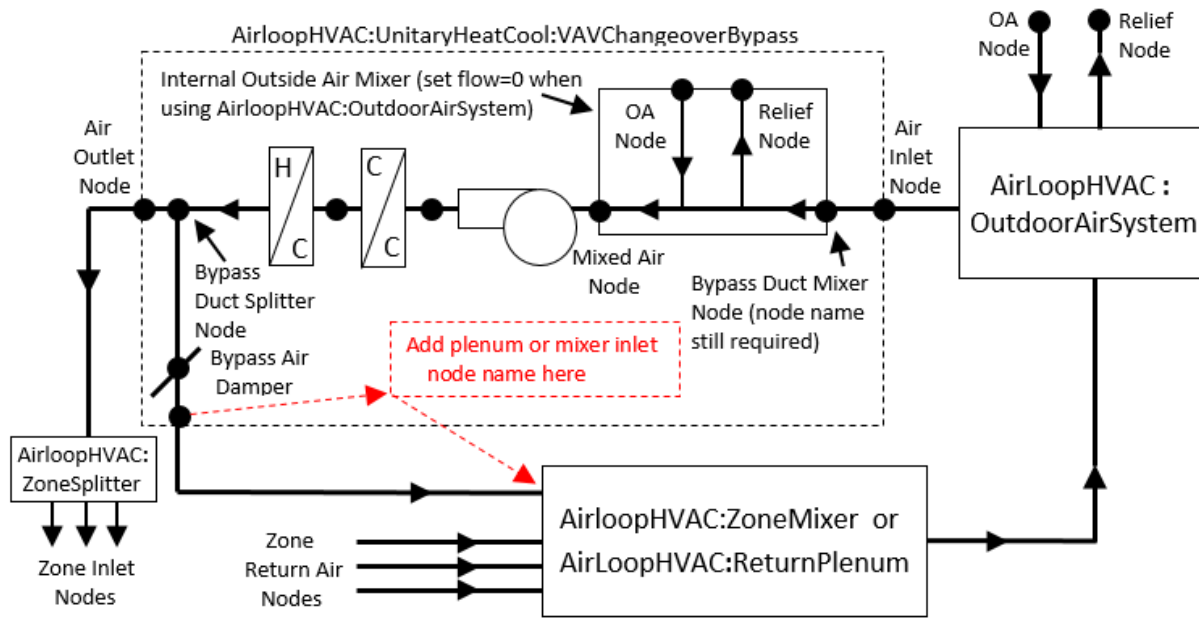 AirloopHVAC:UnitaryHeatCool:VAVChangeoverBypass
OA
Node
Relief
Node
Internal Outside Air Mixer (set flow=0 when
using AirloopHVAC:OutdoorAirSystem)
Air
Outlet
Node
H
C
C
C
OA
Node
Relief
Node
Air
Inlet
Node
AirLoopHVAC :
OutdoorAirSystem
Mixed Air
Node
Bypass
Duct Splitter
Node
Bypass Duct Mixer
Node (node name
still required)
Add plenum or mixer inlet
node name here
Bypass Air
Damper
AirloopHVAC:
ZoneSplitter
Zone Inlet
Nodes
Zone
Return Air
Nodes
AirloopHVAC:ZoneMixer or
AirLoopHVAC:ReturnPlenum